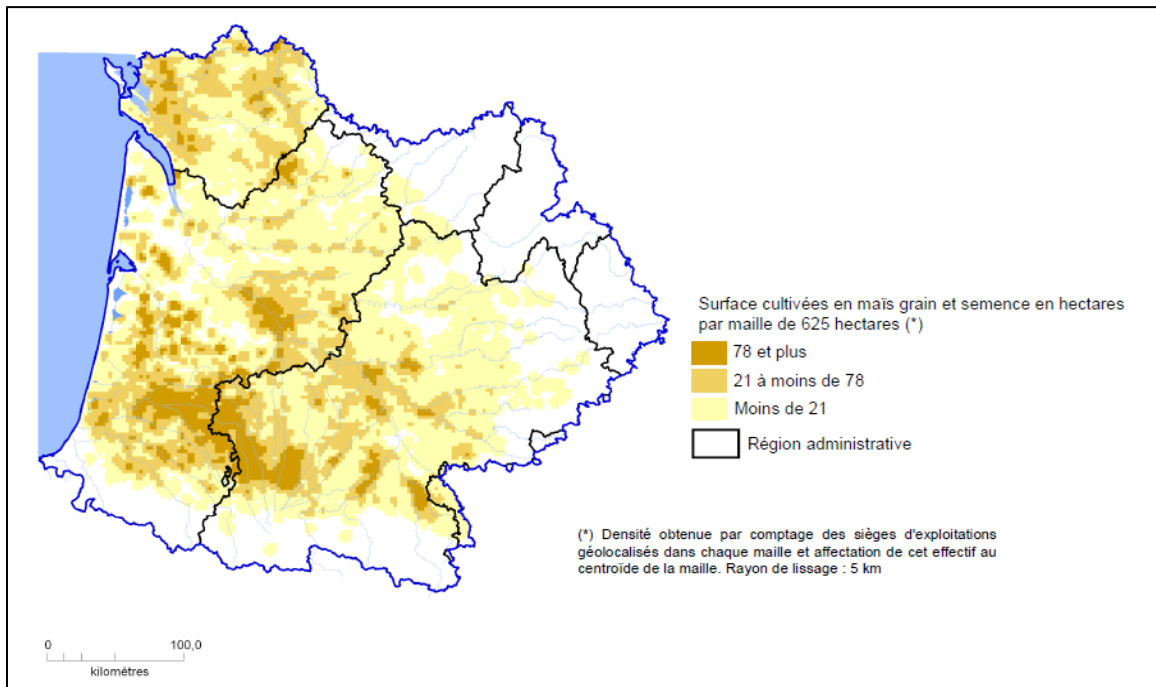 Surface cultivées en maïs grain et semence en hectares
par maille de 625 hectares (*)
78 et plus
21 à moins de 78
Moins de 21
Région administrative
(*) Densité obtenue par comptage des sièges d'exploitations
géolocalisés dans chaque maille et affectation de cet effectif au
centroïde de la maille. Rayon de lissage : 5 km
0 100,0
kilomètres